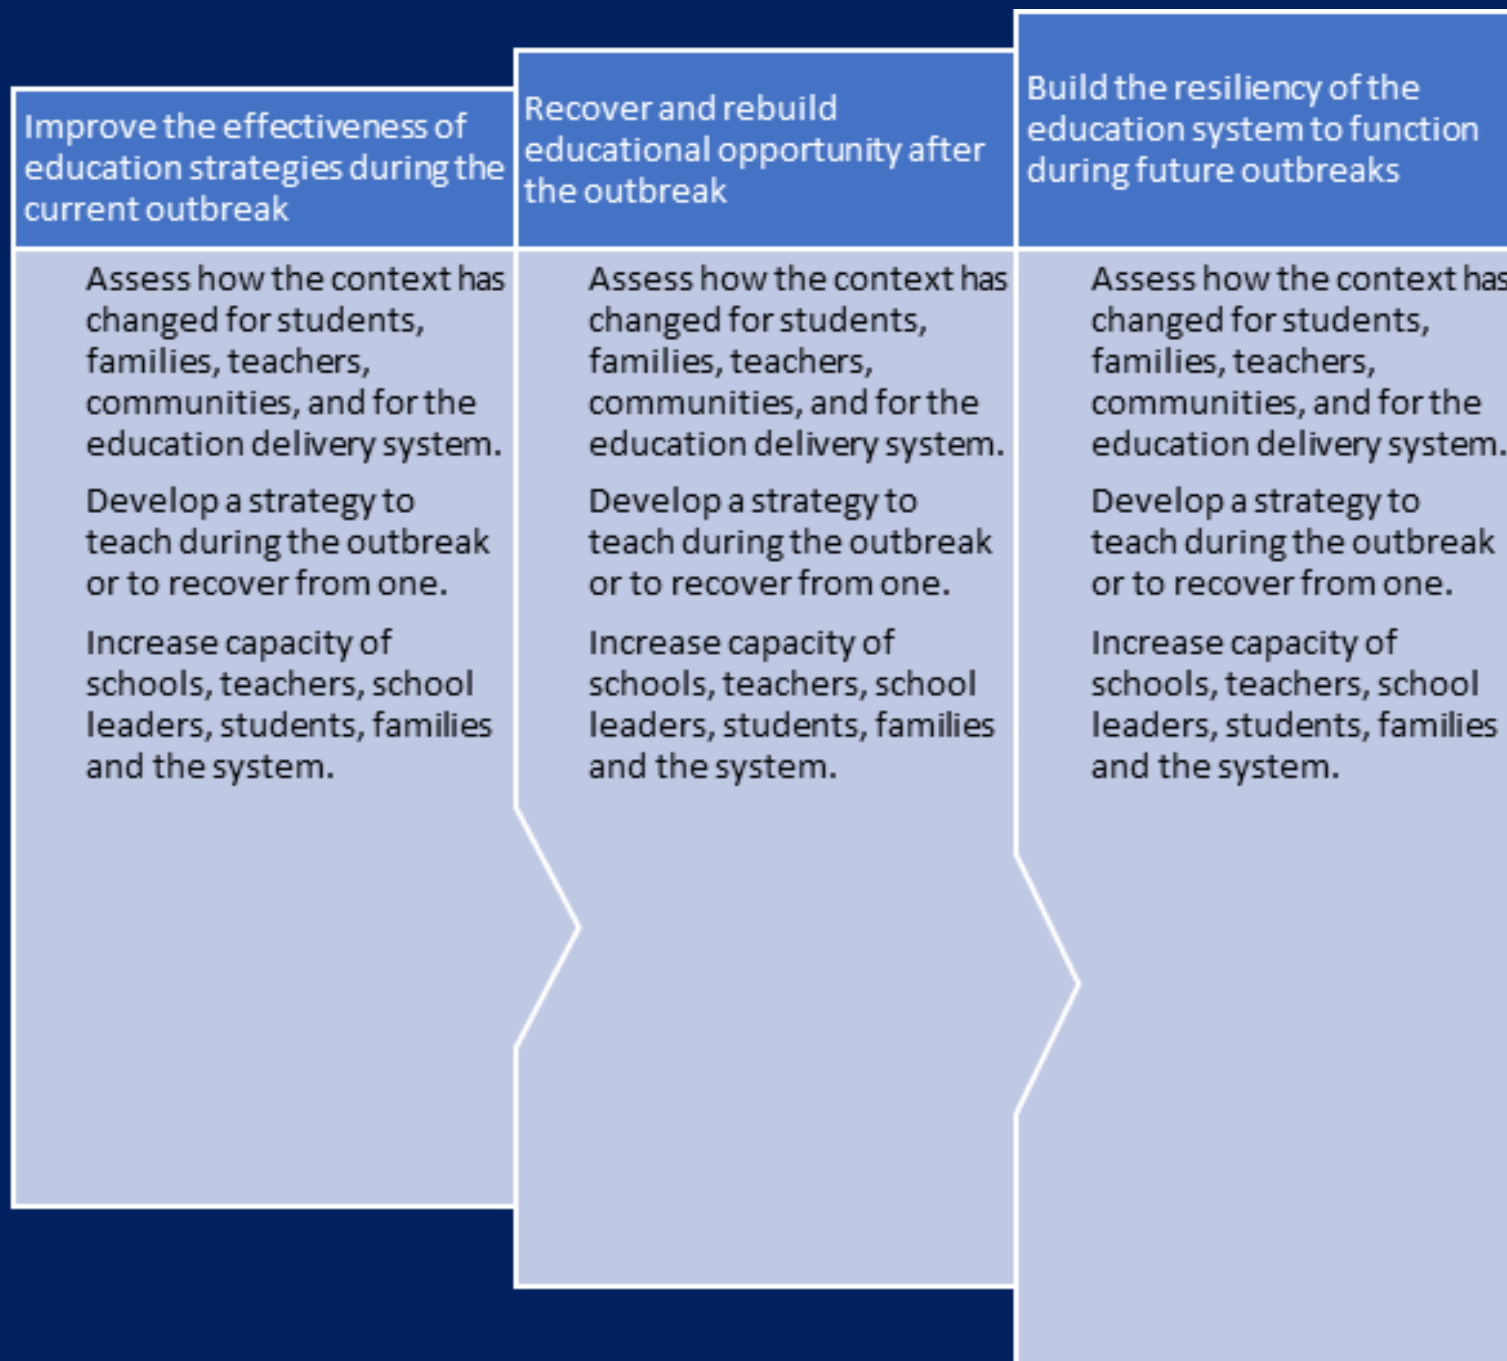 Improve the effectiveness of
education strategies during the
current outbreak
Assess how the context has
changed for students,
families, teachers,
communities, and for the
education delivery system.
Develop a strategy to
teach during the outbreak
or to recover from one.
Increase capacity of
schools, teachers, school
leaders, students, families
and the system.
Recover and rebuild
educational opportunity after
the outbreak
Assess how the context has
changed for students,
families, teachers,
communities, and for the
education delivery system.
Develop a strategy to
teach during the outbreak
or to recover from one.
Increase capacity of
schools, teachers, school
leaders, students, families
and the system.
Build the resiliency of the
education system to function
during future outbreaks
Assess how the context has
changed for students,
families, teachers,
communities, and for the
education delivery system.
Develop a strategy to
teach during the outbreak
or to recover from one.
Increase capacity of
schools, teachers, school
leaders, students, families
and the system.